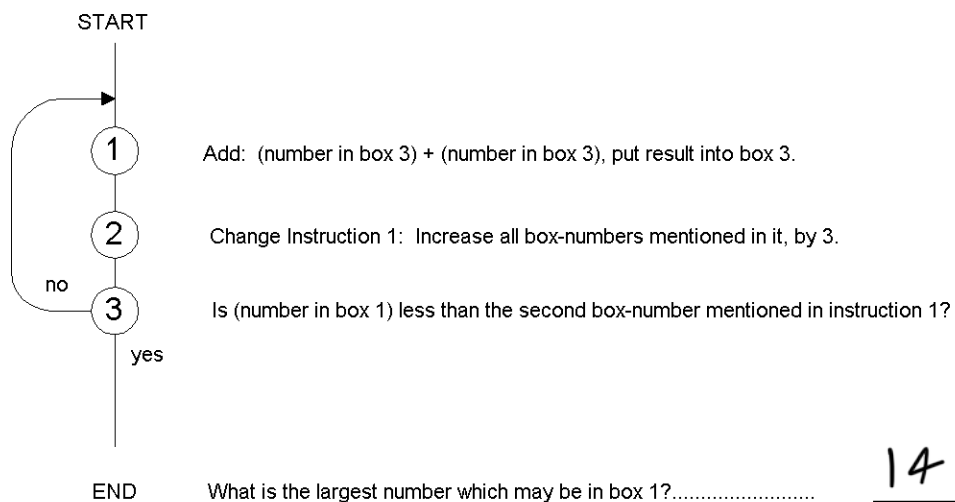 START
1
Add: (number in box 3) + (number in box 3), put result into box 3.
2
Change Instruction 1: Increase all box-numbers mentioned in it, by 3.
no
3
Is (number in box 1) less than the second box-number mentioned in instruction 1?
yes
END What is the largest number which may be in box 1?......................... 14